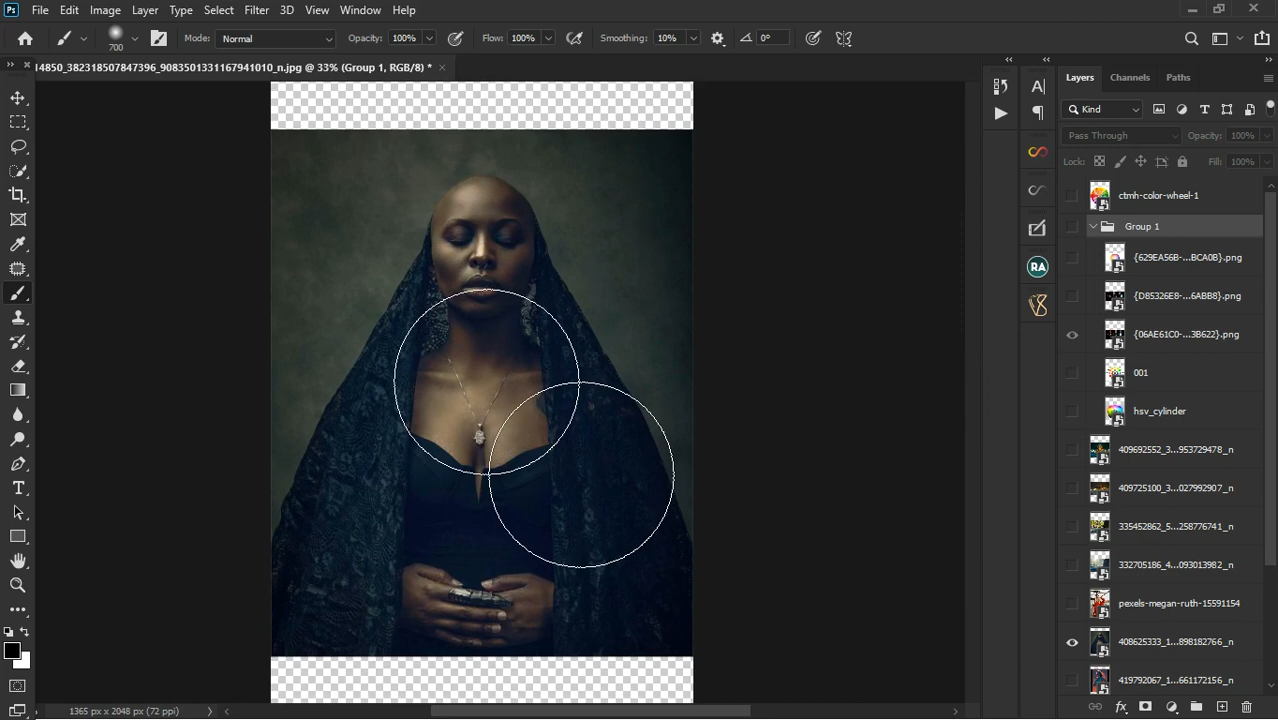 Ps File Edit Image Layer Type Select Filter 3D View Window Help
700 Mode: Normal Opacity: 100% Flow: 100% Smoothing: 10% 0°
l4850_382318507847396_9083501331167941010_n.jpg @ 33% (Group 1, RGB/8) *
Layers Channels Paths
Kind
Pass Through Opacity: 100%
Lock: Fill: 100%
ctmh-color-wheel-1
Group 1
{629EA56B-...BCA0B}.png
{D85326E8-...6ABB8}.png
{06AE61C0-...3B622}.png
001
hsv_cylinder
409692552_3...953729478_n
409725100_3...027992907_n
335452862_5...258776741_n
332705186_4...093013982_n
pexels-megan-ruth-15591154
408625333_1...898182766_n
419792067_1...661172156_n
RA
1365 px x 2048 px (72 ppi)